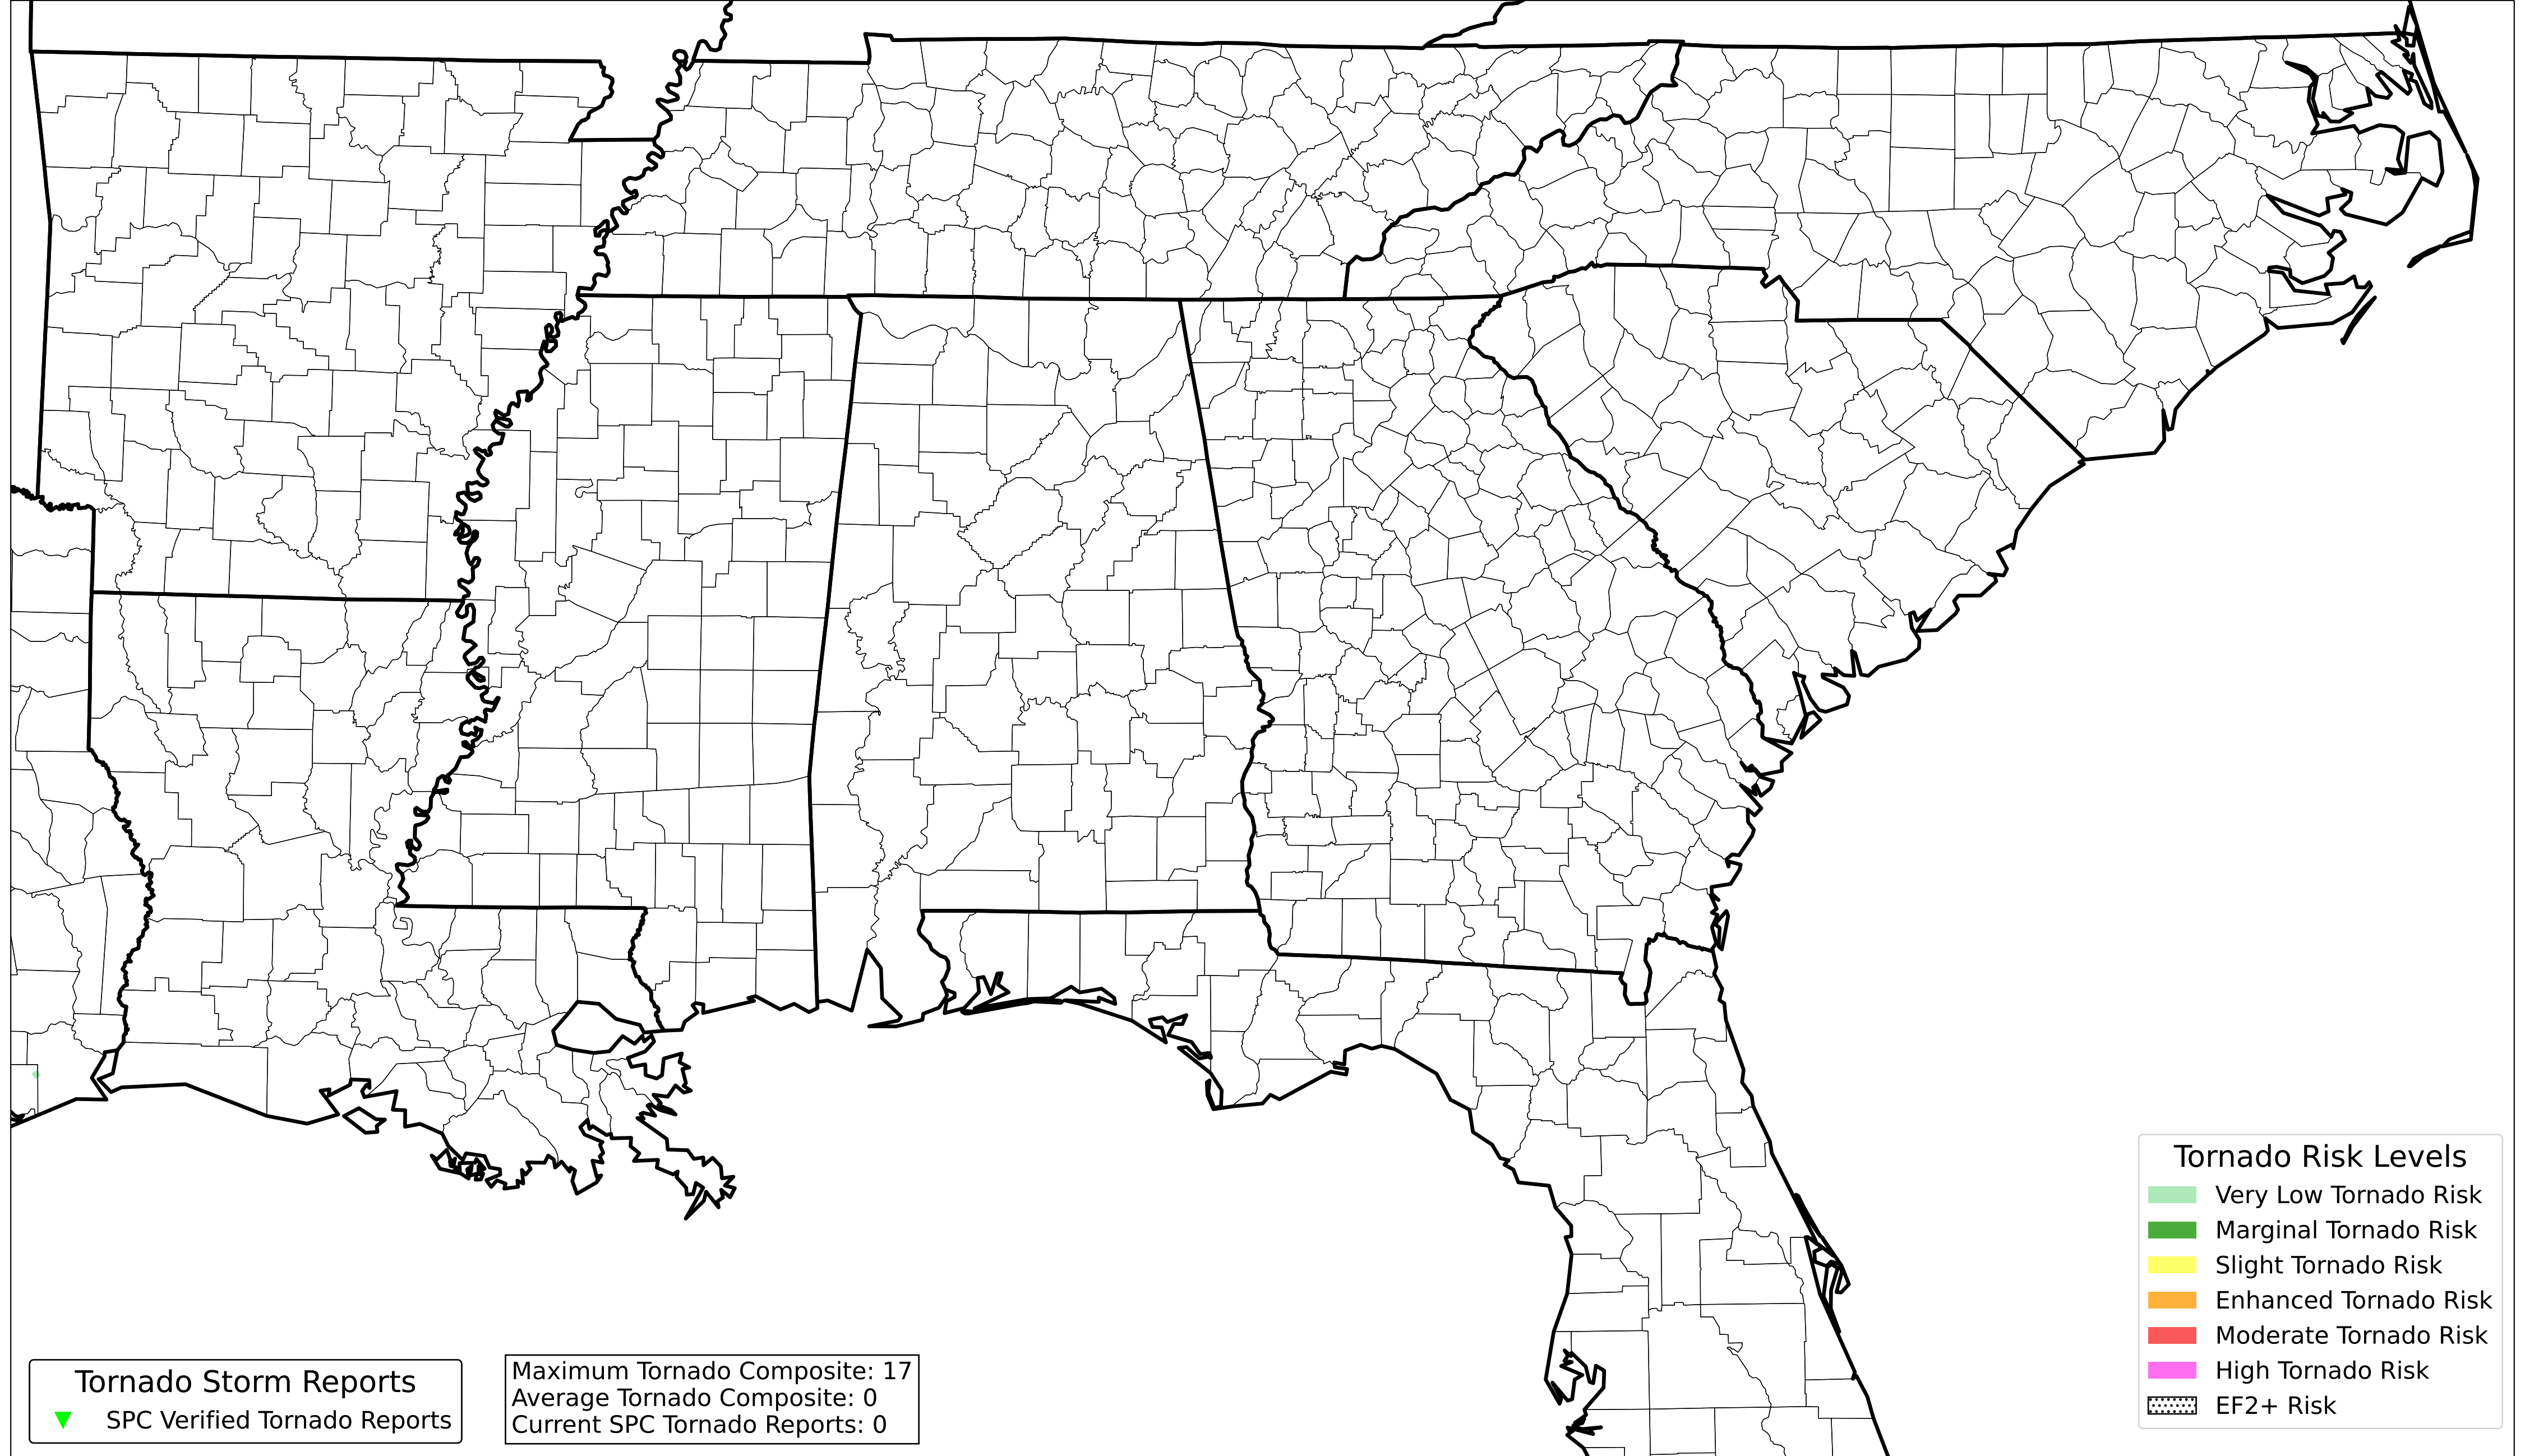 Tornado Risk Levels
Very Low Tornado Risk
Marginal Tornado Risk
Slight Tornado Risk
Enhanced Tornado Risk
Moderate Tornado Risk
High Tornado Risk
EF2+ Risk
Tornado Storm Reports
SPC Verified Tornado Reports
Maximum Tornado Composite: 17
Average Tornado Composite: 0
Current SPC Tornado Reports: 0